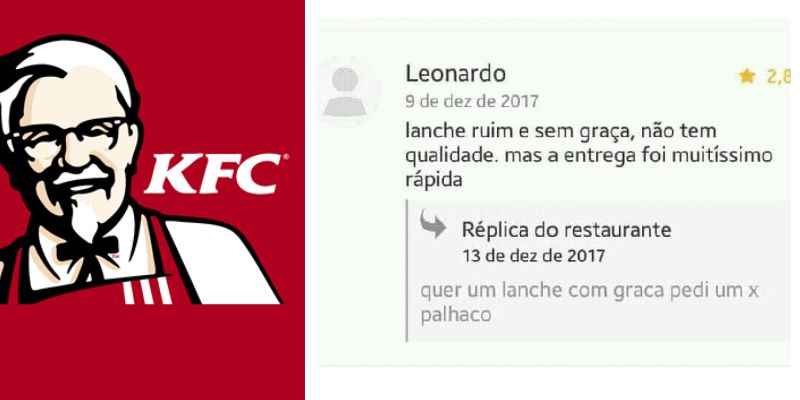 KFC®
Leonardo
2,8
9 de dez de 2017
lanche ruim e sem graça, não tem
qualidade. mas a entrega foi muitíssimo
rápida
Réplica do restaurante
13 de dez de 2017
quer um lanche com graca pedi um x
palhaco